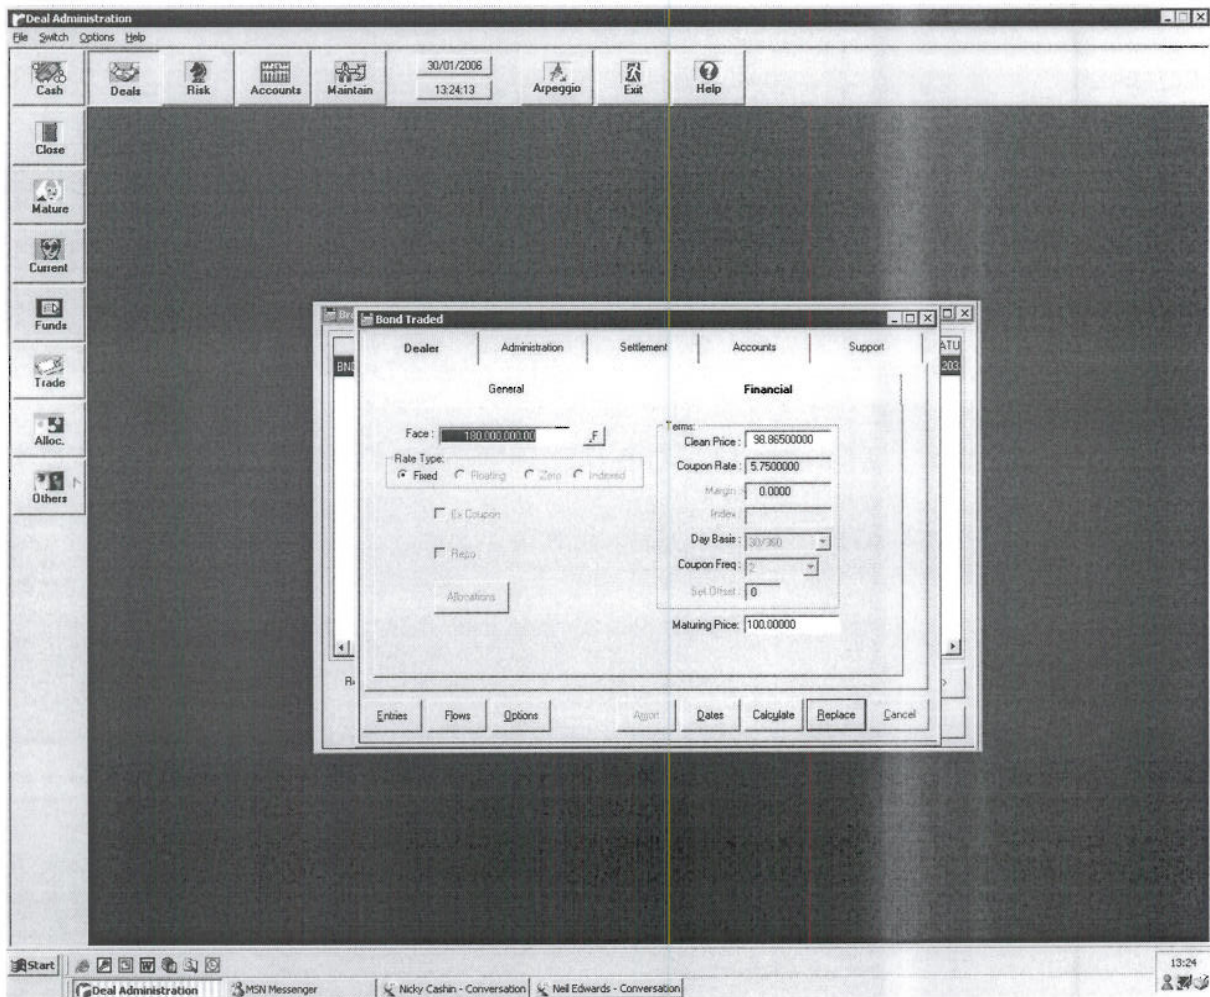 Deal Administration
File Switch Options Help
Cash Deals Risk Accounts Maintain 30/01/2006 13:24:13 Arpeggio Exit Help
Close
Mature
Current
Funds
Trade
Alloc.
Others
Bond Traded
Dealer Administration Settlement Accounts Support
ATU
BND
203
General Financial
Face: 180,000,000.00 .F
Terms:
Clean Price: 98.86500000
Rate Type:
Coupon Rate: 5.7500000
Fixed Floating Zero Indexed
Margin: 0.0000
Ex Coupon
Index:
Day Basis: 30/360
Repo
Coupon Freq: 2
Allocations
Set Offset: 0
Maturing Price: 100.00000
Entries Flows Options Amort Dates Calculate Replace Cancel
Start
13:24
Deal Administration MSN Messenger Nicky Cashin - Conversation Neil Edwards - Conversation